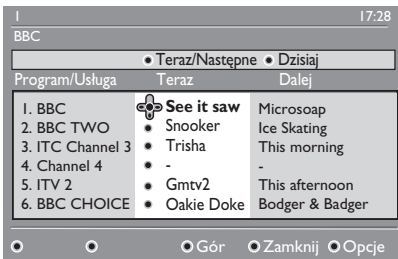 1 17:28
BBC
Teraz/Następne Dzisiaj
Program/Usługa Teraz Dalej
1. BBC See it saw Microsoap
2. BBC TWO Snooker Ice Skating
3. ITC Channel 3 Trisha This morning
4. Channel 4 - -
5. ITV 2 Gmtv2 This afternoon
6. BBC CHOICE Oakie Doke Bodger & Badger
Gór Zamknij Opcje